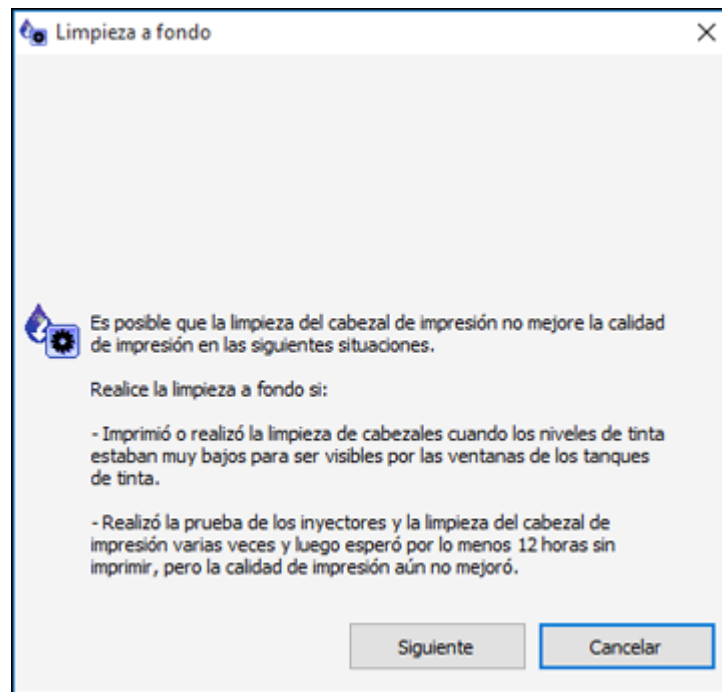 Limpieza a fondo
Es posible que la limpieza del cabezal de impresión no mejore la calidad
de impresión en las siguientes situaciones.
Realice la limpieza a fondo si:
- Imprimió o realizó la limpieza de cabezales cuando los niveles de tinta
estaban muy bajos para ser visibles por las ventanas de los tanques
de tinta.
- Realizó la prueba de los inyectores y la limpieza del cabezal de
impresión varias veces y luego esperó por lo menos 12 horas sin
imprimir, pero la calidad de impresión aún no mejoró.
Siguiente
Cancelar